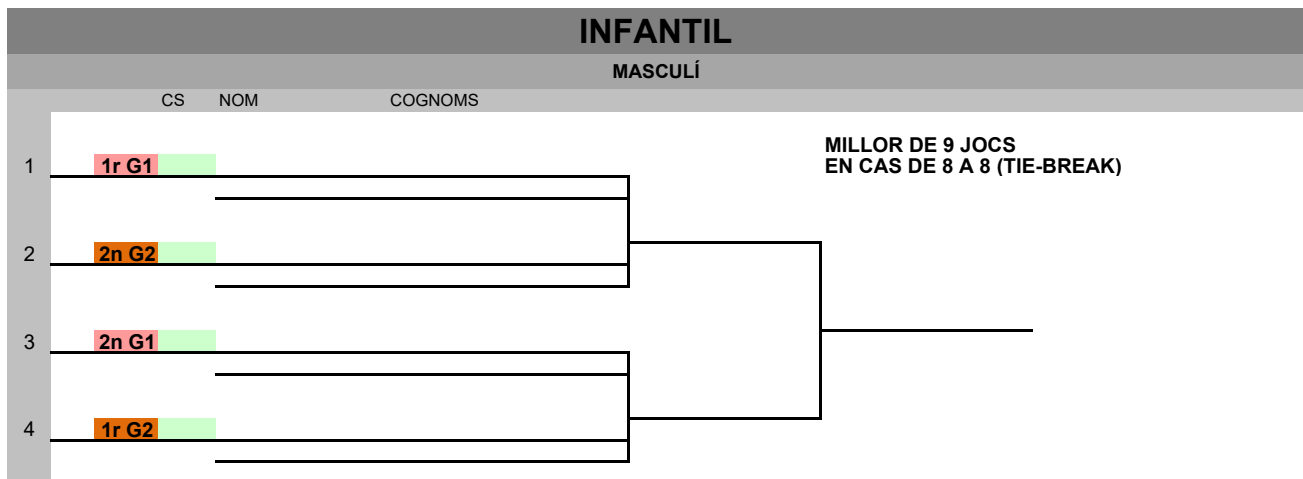 INFANTIL
MASCULÍ
CS NOM COGNOMS
MILLOR DE 9 JOCS
1 1r G1 EN CAS DE 8 A 8 (TIE-BREAK)
2 2n G2
3 2n G1
4 1r G2